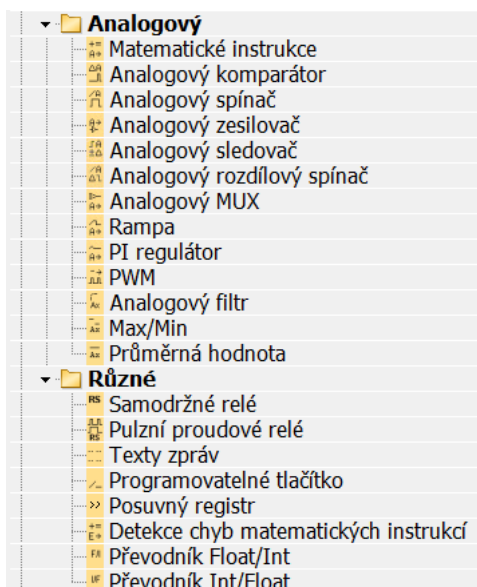 Analogový
Matematické instrukce
Analogový komparátor
Analogový spínač
Analogový zesilovač
Analogový sledovač
Analogový rozdílový spínač
Analogový MUX
Rampa
PI regulátor
PWM
Analogový filtr
Max/Min
Průměrná hodnota
Různé
RS Samodržné relé
RS Pulzní proudové relé
Texty zpráv
Programovatelné tlačítko
Posuvný registr
Detekce chyb matematických instrukcí
F/I Převodník Float/Int
I/F Převodník Int/Float